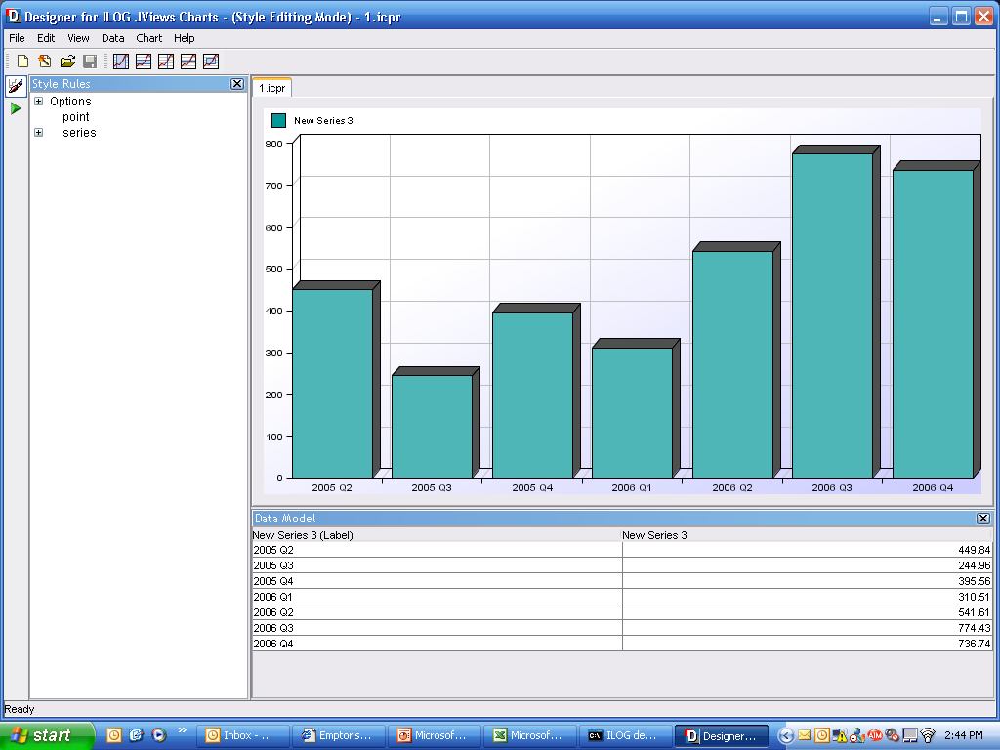 Designer for ILOG JViews Charts - (Style Editing Mode) - 1.icpr
File Edit View Data Chart Help
Style Rules
Options
point
series
1.icpr
New Series 3
800
700
600
500
400
300
200
100
0
2005 Q2 2005 Q3 2005 Q4 2006 Q1 2006 Q2 2006 Q3 2006 Q4
Data Model
New Series 3 (Label) New Series 3
2005 Q2 449.84
2005 Q3 244.96
2005 Q4 395.56
2006 Q1 310.51
2006 Q2 541.61
2006 Q3 774.43
2006 Q4 736.74
Ready
start Inbox - ... Emptoris... Microsof... Microsof... ILOG de... Designer... 2:44 PM